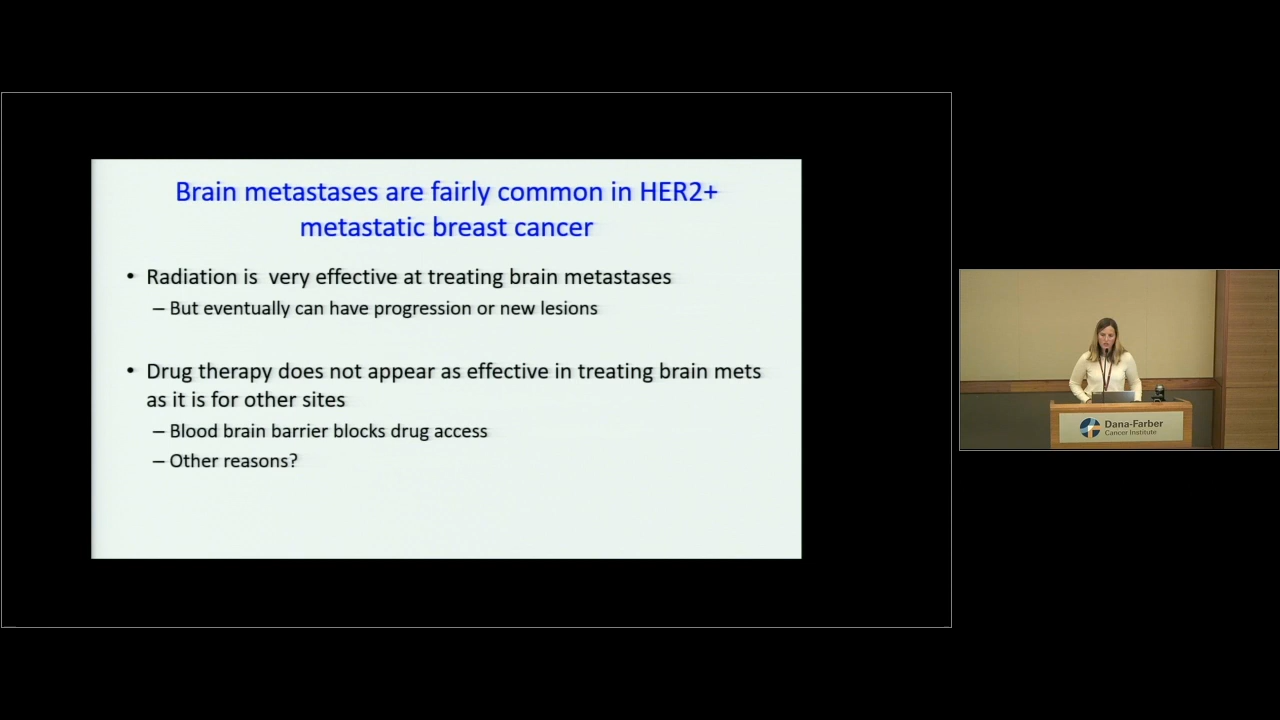 Brain metastases are fairly common in HER2+
metastatic breast cancer
• Radiation is very effective at treating brain metastases
– But eventually can have progression or new lesions
• Drug therapy does not appear as effective in treating brain mets
as it is for other sites
– Blood brain barrier blocks drug access
– Other reasons?
Dana-Farber
Cancer Institute